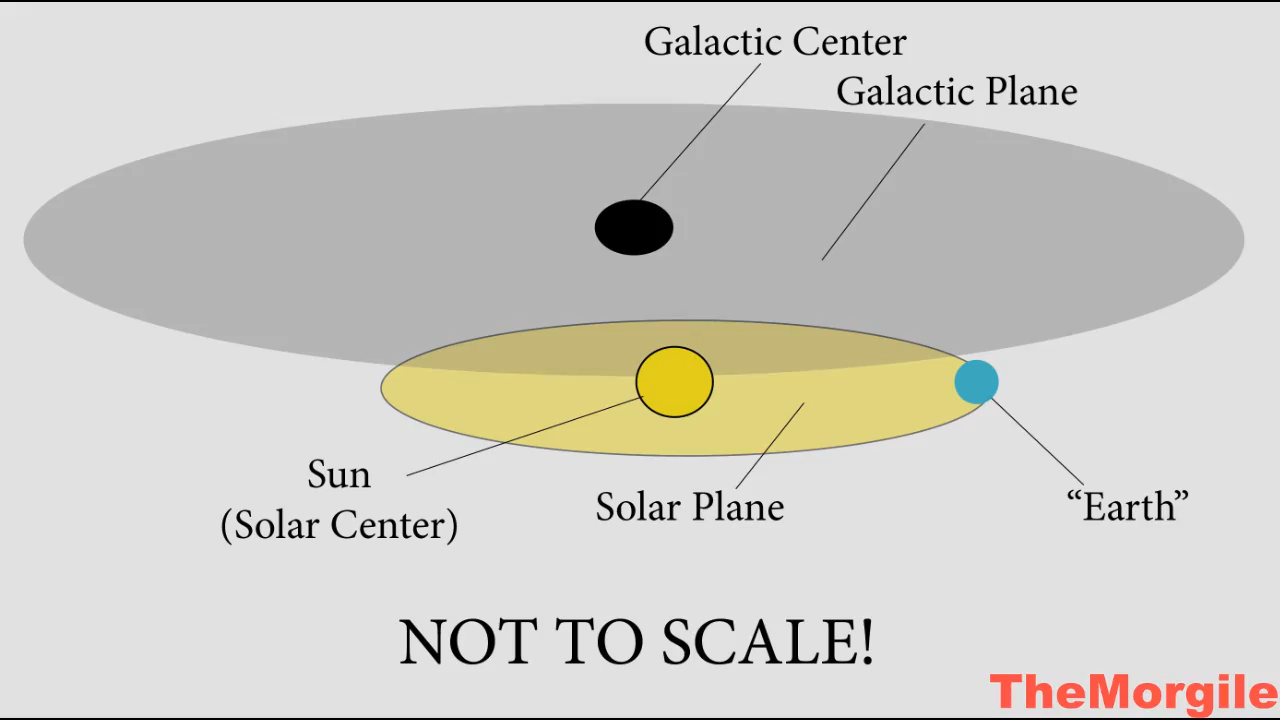 Galactic Center
Galactic Plane
Sun
(Solar Center)
Solar Plane
“Earth”
NOT TO SCALE!
TheMorgile